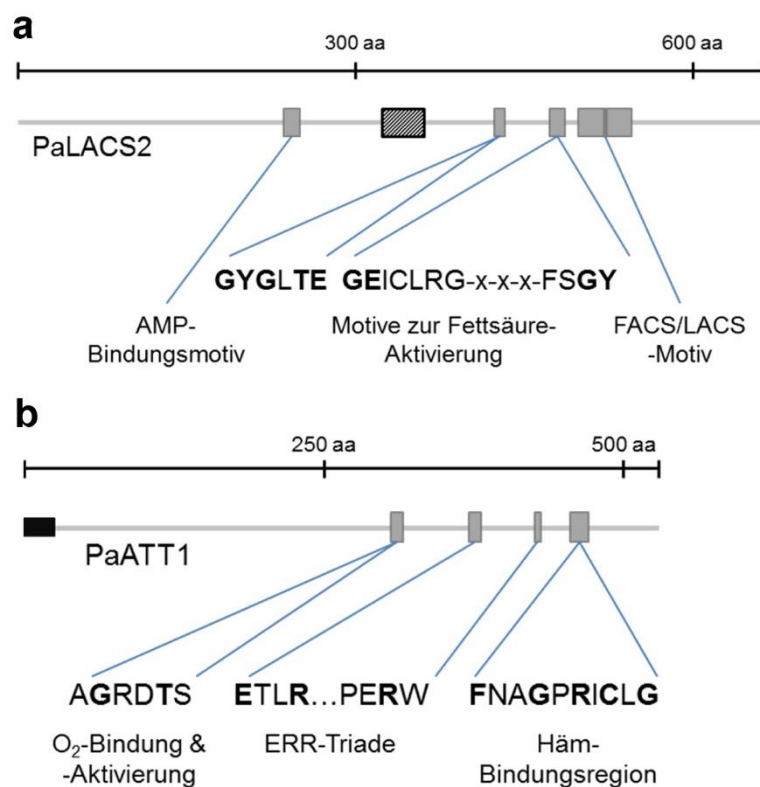 a
300 aa 600 aa
PaLACS2
GYGLTE GEICLRG-x-x-x-FSGY
AMP-
Bindungsmotiv
Motive zur Fettsäure-
Aktivierung
FACS/LACS
-Motiv
b
250 aa 500 aa
PaATT1
AGRDTS ETLR...PERW FNAGPRICLG
O₂-Bindung &
-Aktivierung
ERR-Triade
Häm-
Bindungsregion